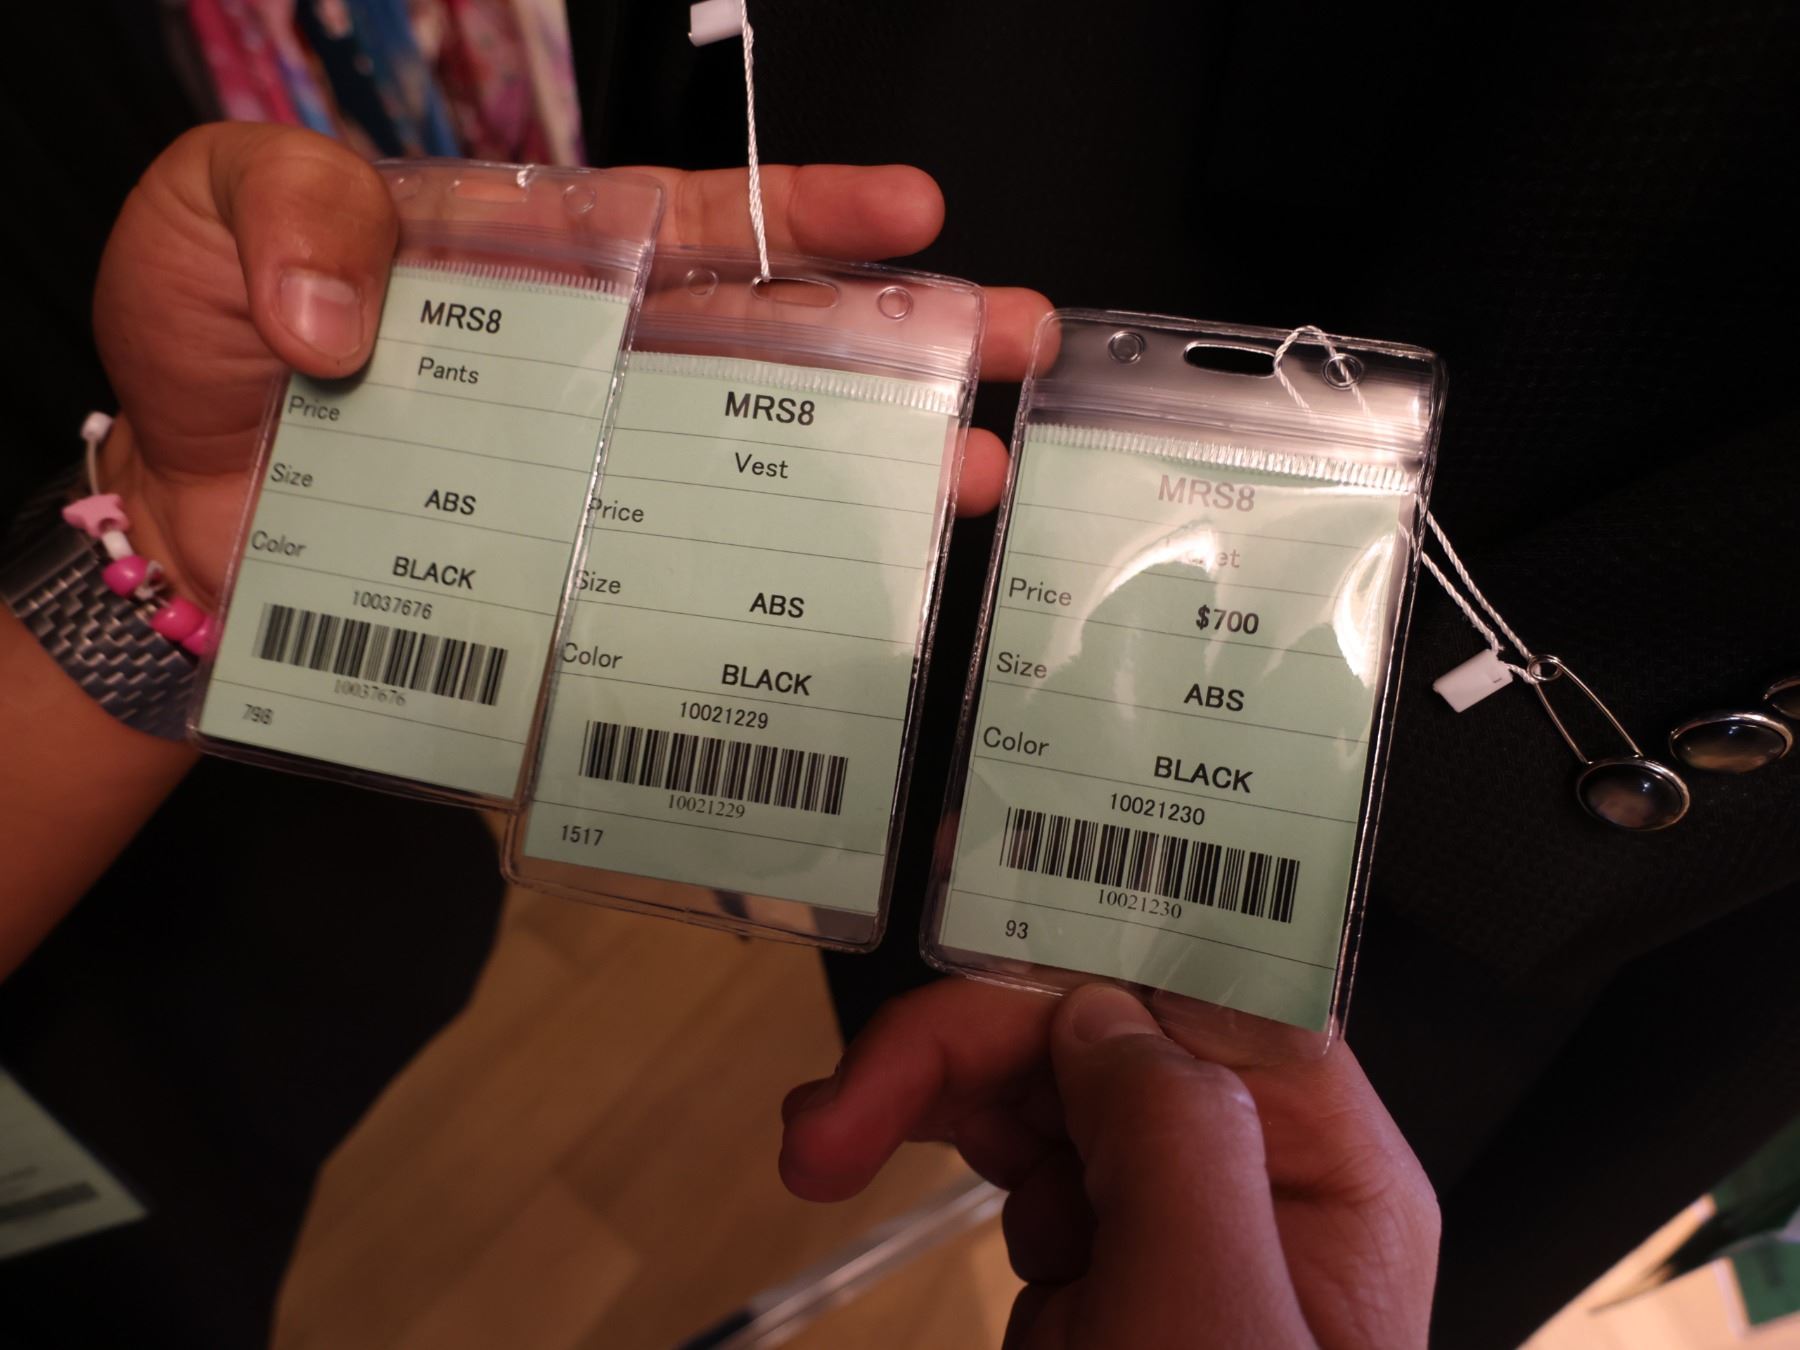 MRS8
Pants
Price
Size ABS
Color BLACK
10037676
10037676
798
MRS8
Vest
Price
Size ABS
Color BLACK
10021229
10021229
1517
MRS8
Price $700
Size ABS
Color BLACK
10021230
10021230
93